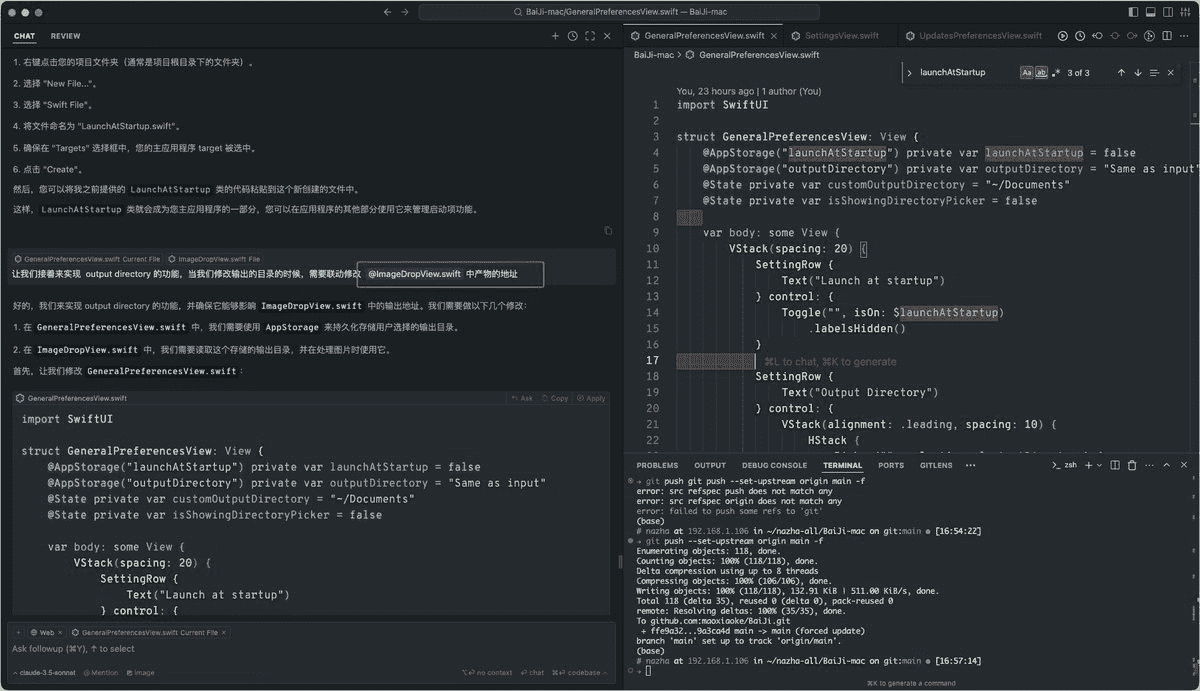 BaiJi-mac/GeneralPreferencesView.swift — BaiJi-mac
CHAT REVIEW
1. 右键点击您的项目文件夹（通常是项目根目录下的文件夹）。
2. 选择 "New File..."。
3. 选择 "Swift File"。
4. 将文件命名为 "LaunchAtStartup.swift"。
5. 确保在 "Targets" 选择框中，您的主应用程序 target 被选中。
6. 点击 "Create"。
然后，您可以将我之前提供的 LaunchAtStartup 类的代码粘贴到这个新创建的文件中。
这样，LaunchAtStartup 类就会成为您主应用程序的一部分，您可以在应用程序的其他部分使用它来管理启动项功能。
GeneralPreferencesView.swift Current File ImageDropView.swift File
让我们接着来实现 output directory 的功能，当我们修改输出的目录的时候，需要联动修改 @ImageDropView.swift 中产物的地址
好的，我们来实现 output directory 的功能，并确保它能够影响 ImageDropView.swift 中的输出地址。我们需要做以下几个修改：
1. 在 GeneralPreferencesView.swift 中，我们需要使用 AppStorage 来持久化存储用户选择的输出目录。
2. 在 ImageDropView.swift 中，我们需要读取这个存储的输出目录，并在处理图片时使用它。
首先，让我们修改 GeneralPreferencesView.swift：
GeneralPreferencesView.swift Ask Copy Apply
import SwiftUI
struct GeneralPreferencesView: View {
@AppStorage("launchAtStartup") private var launchAtStartup = false
@AppStorage("outputDirectory") private var outputDirectory = "Same as input"
@State private var customOutputDirectory = "~/Documents"
@State private var isShowingDirectoryPicker = false
var body: some View {
VStack(spacing: 20) {
SettingRow {
Text("Launch at startup")
} control: {
+ Web × GeneralPreferencesView.swift Current File ×
Ask followup (⌘Y), ↑ to select
claude-3.5-sonnet @Mention Image ⌥⏎ no context ⏎ chat ⌘⏎ codebase
GeneralPreferencesView.swift × SettingsView.swift UpdatesPreferencesView.swift
BaiJi-mac > GeneralPreferencesView.swift
launchAtStartup Aa ab .* 3 of 3
You, 23 hours ago | 1 author (You)
1 import SwiftUI
2
3 struct GeneralPreferencesView: View {
4 @AppStorage("launchAtStartup") private var launchAtStartup = false
5 @AppStorage("outputDirectory") private var outputDirectory = "Same as input"
6 @State private var customOutputDirectory = "~/Documents"
7 @State private var isShowingDirectoryPicker = false
8
9 var body: some View {
10 VStack(spacing: 20) {
11 SettingRow {
12 Text("Launch at startup")
13 } control: {
14 Toggle("", isOn: $launchAtStartup)
15 .labelsHidden()
16 }
17 ⌘L to chat, ⌘K to generate
18 SettingRow {
19 Text("Output Directory")
20 } control: {
21 VStack(alignment: .leading, spacing: 10) {
22 HStack {
PROBLEMS OUTPUT DEBUG CONSOLE TERMINAL PORTS GITLENS ••• zsh
→ git push git push --set-upstream origin main -f
error: src refspec push does not match any
error: src refspec origin does not match any
error: failed to push some refs to 'git'
(base)
# nazha at 192.168.1.106 in ~/nazha-all/BaiJi-mac on git:main ● [16:54:22]
→ git push --set-upstream origin main -f
Enumerating objects: 118, done.
Counting objects: 100% (118/118), done.
Delta compression using up to 8 threads
Compressing objects: 100% (106/106), done.
Writing objects: 100% (118/118), 132.91 KiB | 511.00 KiB/s, done.
Total 118 (delta 35), reused 0 (delta 0), pack-reused 0
remote: Resolving deltas: 100% (35/35), done.
To github.com:maoxiaoke/BaiJi.git
+ ffe9a32...9a3ca4d main -> main (forced update)
branch 'main' set up to track 'origin/main'.
(base)
# nazha at 192.168.1.106 in ~/nazha-all/BaiJi-mac on git:main ● [16:57:14]
→
⌘K to generate a command